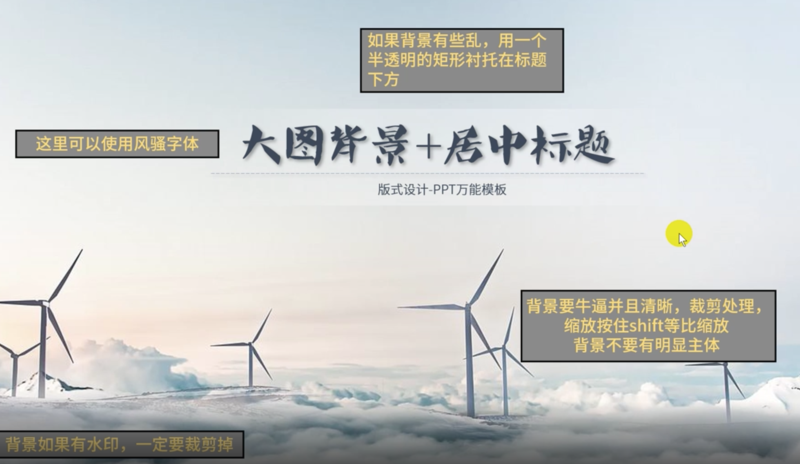 如果背景有些乱，用一个
半透明的矩形衬托在标题
下方
这里可以使用风骚字体
大图背景+居中标题
版式设计-PPT万能模板
背景要牛逼并且清晰，裁剪处理，
缩放按住shift等比缩放
背景不要有明显主体
背景如果有水印，一定要裁剪掉